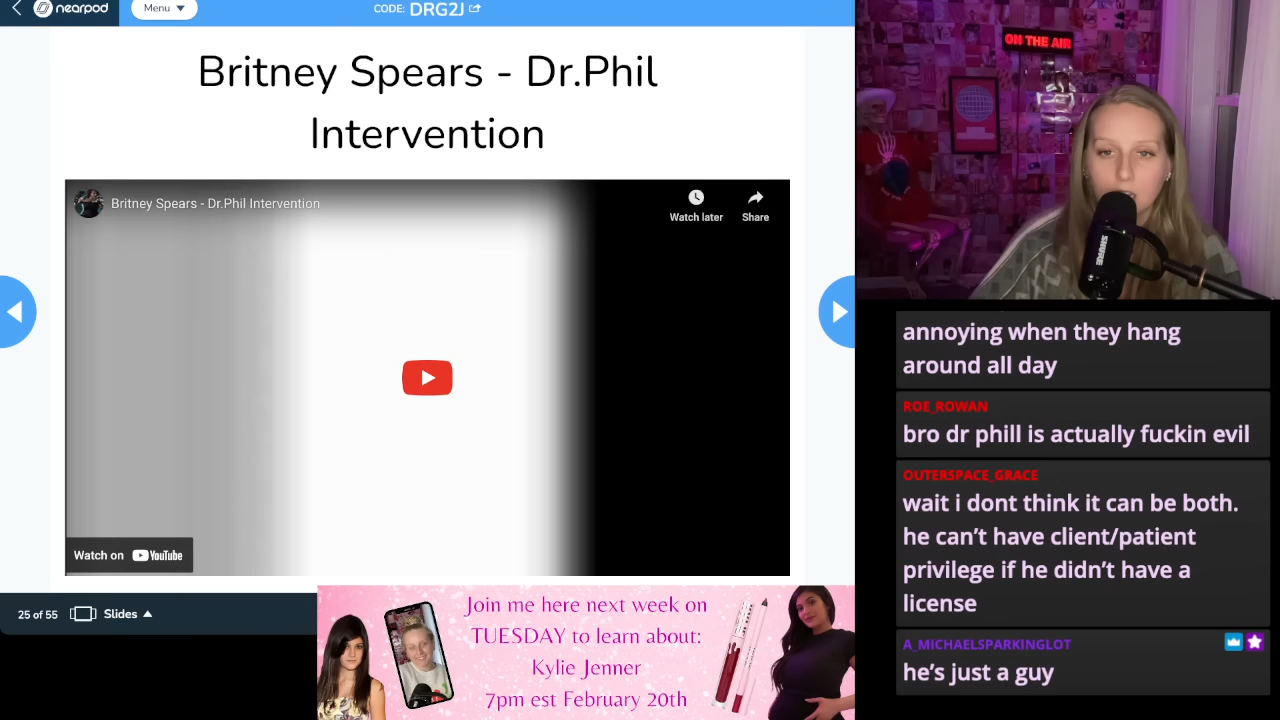 nearpod
Menu
CODE: DRG2J
Britney Spears - Dr.Phil
Intervention
Britney Spears - Dr.Phil Intervention
Watch later
Share
Watch on YouTube
25 of 55
Slides
Join me here next week on
TUESDAY to learn about:
Kylie Jenner
7pm est February 20th
ON THE AIR
SHURE
annoying when they hang
around all day
ROE_ROWAN
bro dr phill is actually fuckin evil
OUTERSPACE_GRACE
wait i dont think it can be both.
he can't have client/patient
privilege if he didn't have a
license
A_MICHAELSPARKINGLOT
he's just a guy